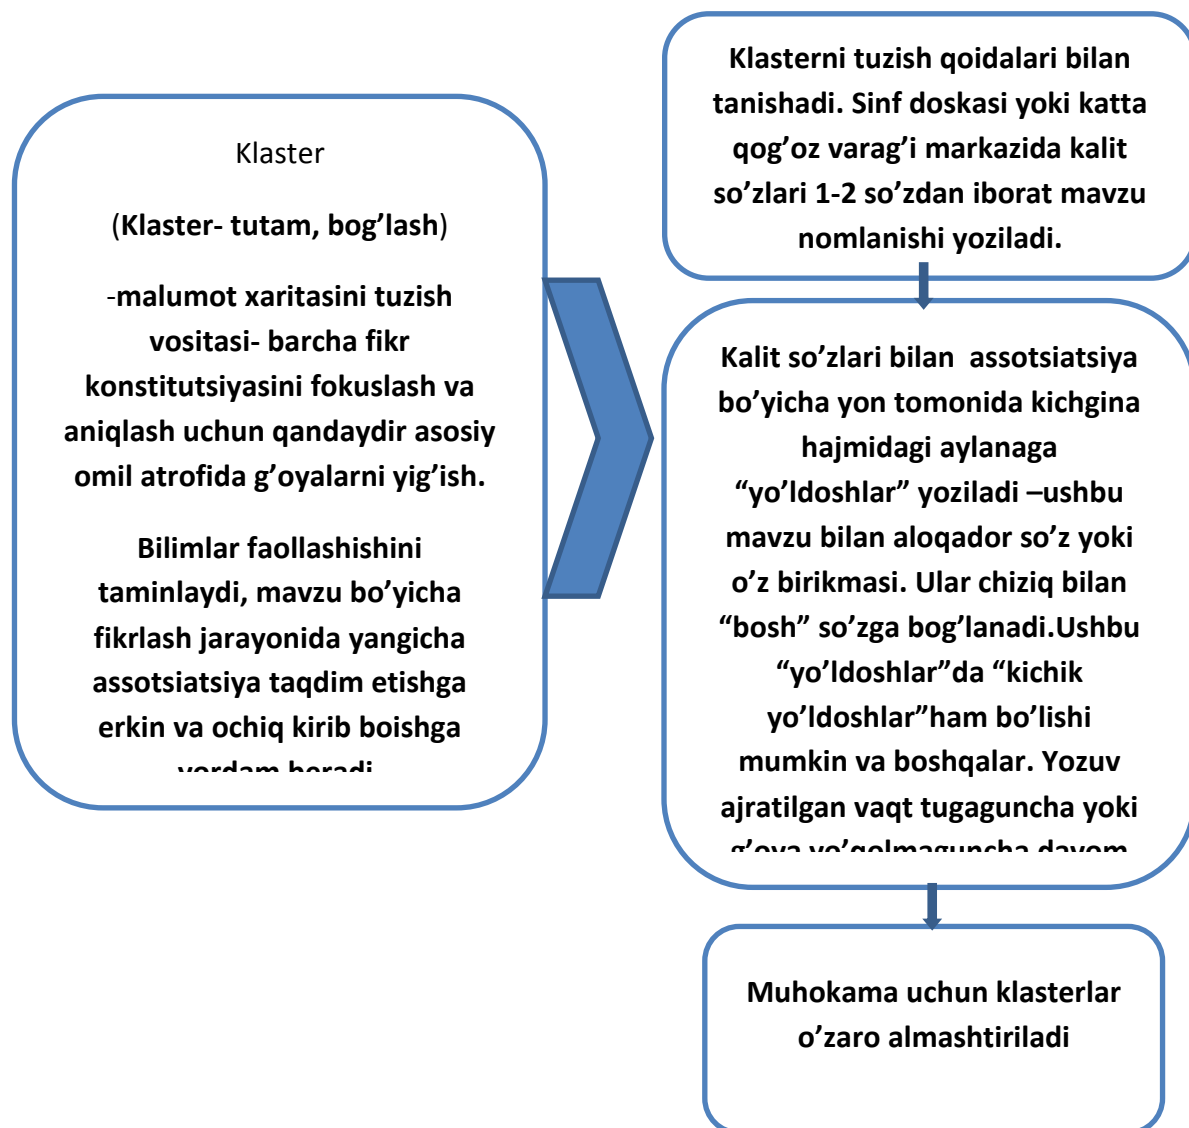 Klaster
(Klaster- tutam, bog’lash)
-malumot xaritasini tuzish
vositasi- barcha fikr
konstitutsiyasini fokuslash va
aniqlash uchun qandaydir asosiy
omil atrofida g’oyalarni yig’ish.
Bilimlar faollashishini
taminlaydi, mavzu bo’yicha
fikrlash jarayonida yangicha
assotsiatsiya taqdim etishga
erkin va ochiq kirib boishga
yordam beradi
Klasterni tuzish qoidalari bilan
tanishadi. Sinf doskasi yoki katta
qog’oz varag’i markazida kalit
so’zlari 1-2 so’zdan iborat mavzu
nomlanishi yoziladi.
Kalit so’zlari bilan assotsiatsiya
bo’yicha yon tomonida kichgina
hajmidagi aylanaga
“yo’ldoshlar” yoziladi –ushbu
mavzu bilan aloqador so’z yoki
o’z birikmasi. Ular chiziq bilan
“bosh” so’zga bog’lanadi.Ushbu
“yo’ldoshlar”da “kichik
yo’ldoshlar”ham bo’lishi
mumkin va boshqalar. Yozuv
ajratilgan vaqt tugaguncha yoki
g’oya yo’qolmaguncha davom
Muhokama uchun klasterlar
o’zaro almashtiriladi